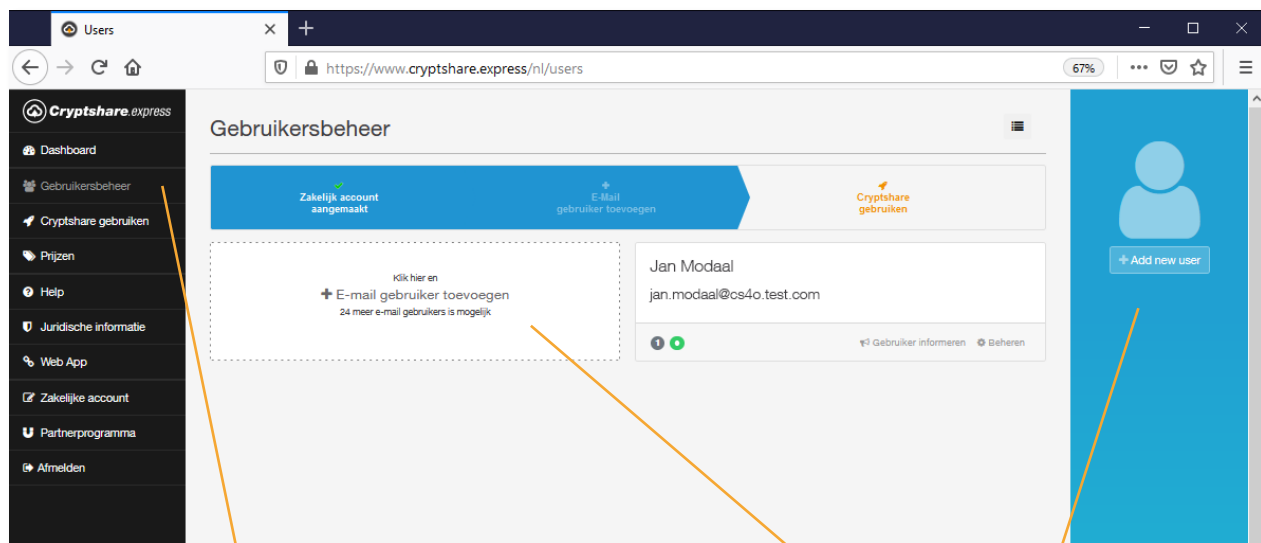 Users
https://www.cryptshare.express/nl/users
67%
Cryptshare.express
Dashboard
Gebruikersbeheer
Cryptshare gebruiken
Prijzen
Help
Juridische informatie
Web App
Zakelijke account
Partnerprogramma
Afmelden
Gebruikersbeheer
Zakelijk account
aangemaakt
E-Mail
gebruiker toevoegen
Cryptshare
gebruiken
Klik hier en
E-mail gebruiker toevoegen
24 meer e-mail gebruikers is mogelijk
Jan Modaal
jan.modaal@cs4o.test.com
1
Gebruiker informeren Beheren
+ Add new user